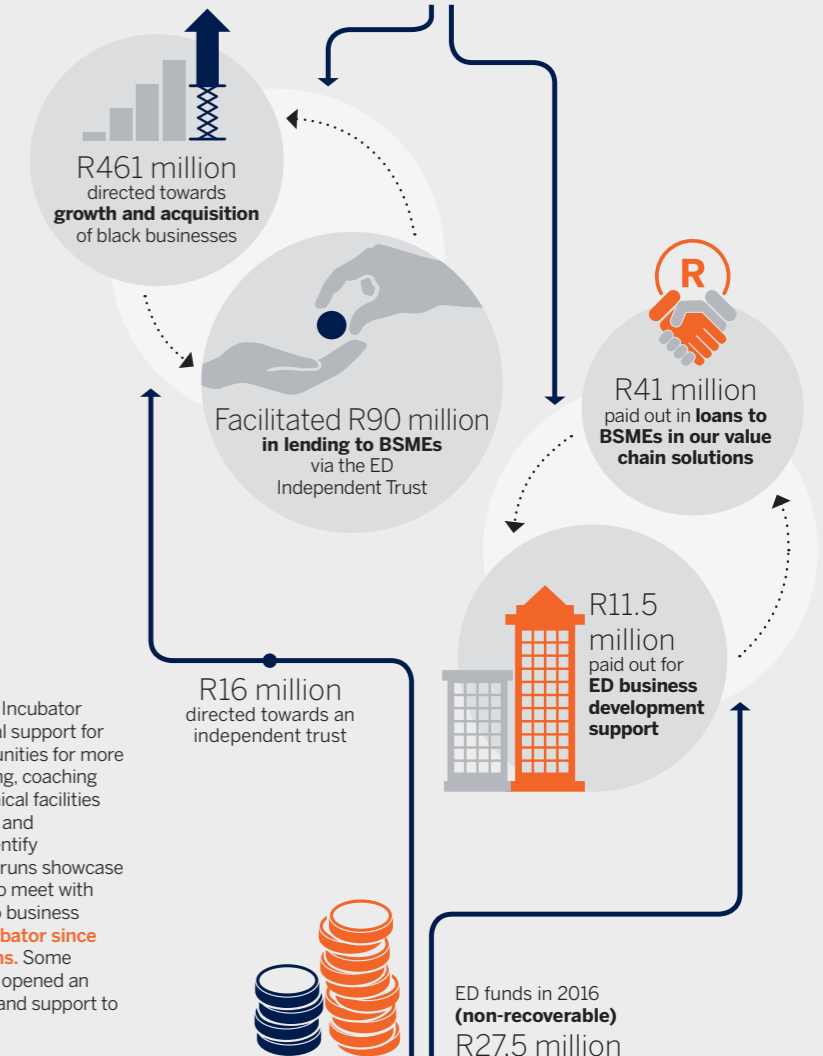 R461 million
directed towards
growth and acquisition
of black businesses
Facilitated R90 million
in lending to BSMEs
via the ED
Independent Trust
R
R41 million
paid out in loans to
BSMEs in our value
chain solutions
R11.5
million
paid out for
ED business
development
support
R16 million
directed towards an
independent trust
Incubator
l support for
unities for more
ng, coaching
ical facilities
and
entify
runs showcase
o meet with
o business
bator since
ns. Some
opened an
and support to
ED funds in 2016
(non-recoverable)
R27.5 million